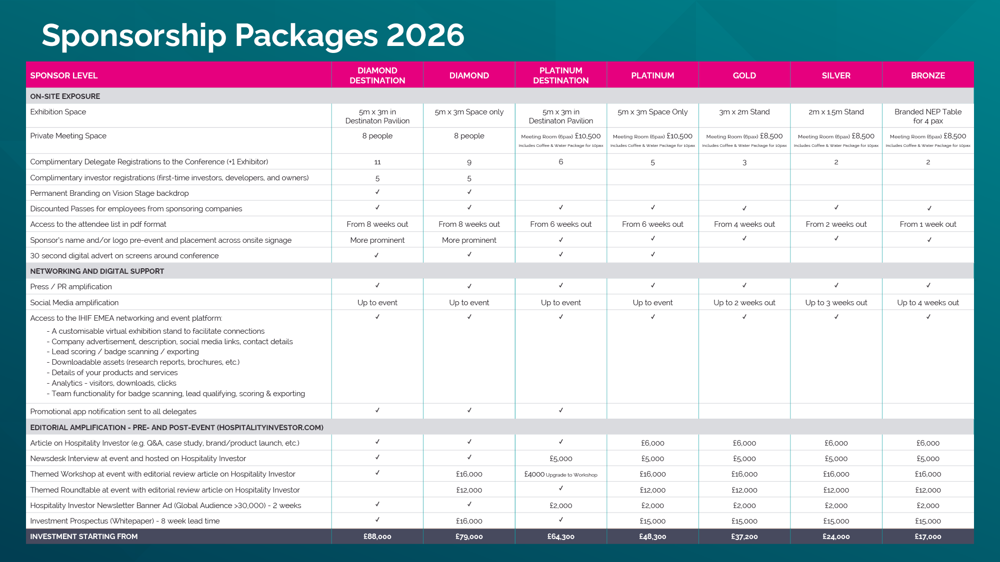 Sponsorship Packages 2026
SPONSOR LEVEL DIAMOND DESTINATION DIAMOND PLATINUM DESTINATION PLATINUM GOLD SILVER BRONZE
ON-SITE EXPOSURE
Exhibition Space 5m x 3m in Destinaton Pavilion 5m x 3m Space only 5m x 3m in Destinaton Pavilion 5m x 3m Space Only 3m x 2m Stand 2m x 1.5m Stand Branded NEP Table for 4 pax
Private Meeting Space 8 people 8 people Meeting Room (6pax) £10,500 Meeting Room (6pax) £10,500 Meeting Room (6pax) £8,500 Meeting Room (6pax) £8,500 Meeting Room (6pax) £8,500
Includes Coffee & Water Package for 10pax Includes Coffee & Water Package for 10pax Includes Coffee & Water Package for 10pax Includes Coffee & Water Package for 10pax Includes Coffee & Water Package for 10pax
Complimentary Delegate Registrations to the Conference (+1 Exhibitor) 11 9 6 5 3 2 2
Complimentary investor registrations (first-time investors, developers, and owners) 5 5
Permanent Branding on Vision Stage backdrop ✓ ✓
Discounted Passes for employees from sponsoring companies ✓ ✓ ✓ ✓ ✓ ✓ ✓
Access to the attendee list in pdf format From 8 weeks out From 8 weeks out From 6 weeks out From 6 weeks out From 4 weeks out From 2 weeks out From 1 week out
Sponsor's name and/or logo pre-event and placement across onsite signage More prominent More prominent ✓ ✓ ✓ ✓ ✓
30 second digital advert on screens around conference ✓ ✓ ✓ ✓
NETWORKING AND DIGITAL SUPPORT
Press / PR amplification ✓ ✓ ✓ ✓ ✓ ✓ ✓
Social Media amplification Up to event Up to event Up to event Up to event Up to 2 weeks out Up to 3 weeks out Up to 4 weeks out
Access to the IHIF EMEA networking and event platform: ✓ ✓ ✓ ✓ ✓ ✓ ✓
- A customisable virtual exhibition stand to facilitate connections
- Company advertisement, description, social media links, contact details
- Lead scoring / badge scanning / exporting
- Downloadable assets (research reports, brochures, etc.)
- Details of your products and services
- Analytics - visitors, downloads, clicks
- Team functionality for badge scanning, lead qualifying, scoring & exporting
Promotional app notification sent to all delegates ✓ ✓ ✓
EDITORIAL AMPLIFICATION - PRE- AND POST-EVENT (HOSPITALITYINVESTOR.COM)
Article on Hospitality Investor (e.g. Q&A, case study, brand/product launch, etc.) ✓ ✓ ✓ £6,000 £6,000 £6,000 £6,000
Newsdesk Interview at event and hosted on Hospitality Investor ✓ ✓ £5,000 £5,000 £5,000 £5,000 £5,000
Themed Workshop at event with editorial review article on Hospitality Investor ✓ £16,000 £4000 Upgrade to Workshop £16,000 £16,000 £16,000 £16,000
Themed Roundtable at event with editorial review article on Hospitality Investor £12,000 ✓ £12,000 £12,000 £12,000 £12,000
Hospitality Investor Newsletter Banner Ad (Global Audience >30,000) - 2 weeks ✓ ✓ £2,000 £2,000 £2,000 £2,000 £2,000
Investment Prospectus (Whitepaper) - 8 week lead time ✓ £16,000 ✓ £15,000 £15,000 £15,000 £15,000
INVESTMENT STARTING FROM £88,000 £79,000 £64,300 £48,300 £37,200 £24,000 £17,000